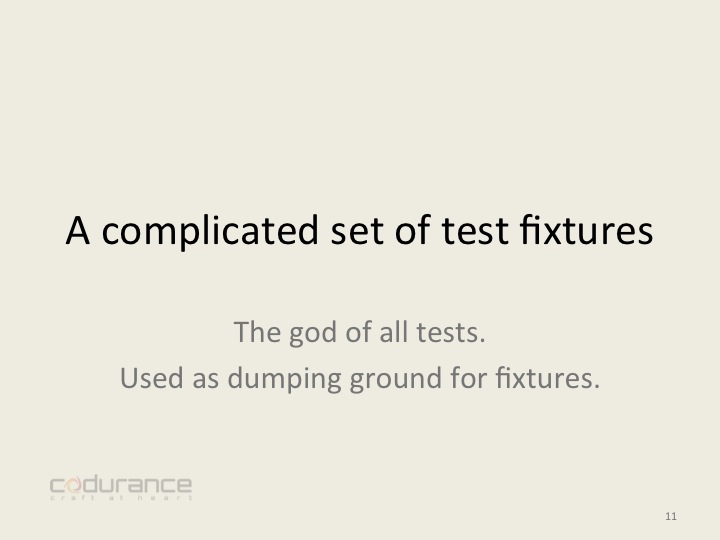 A complicated set of test fixtures
The god of all tests.
Used as dumping ground for fixtures.
codurance
craft at heart
11